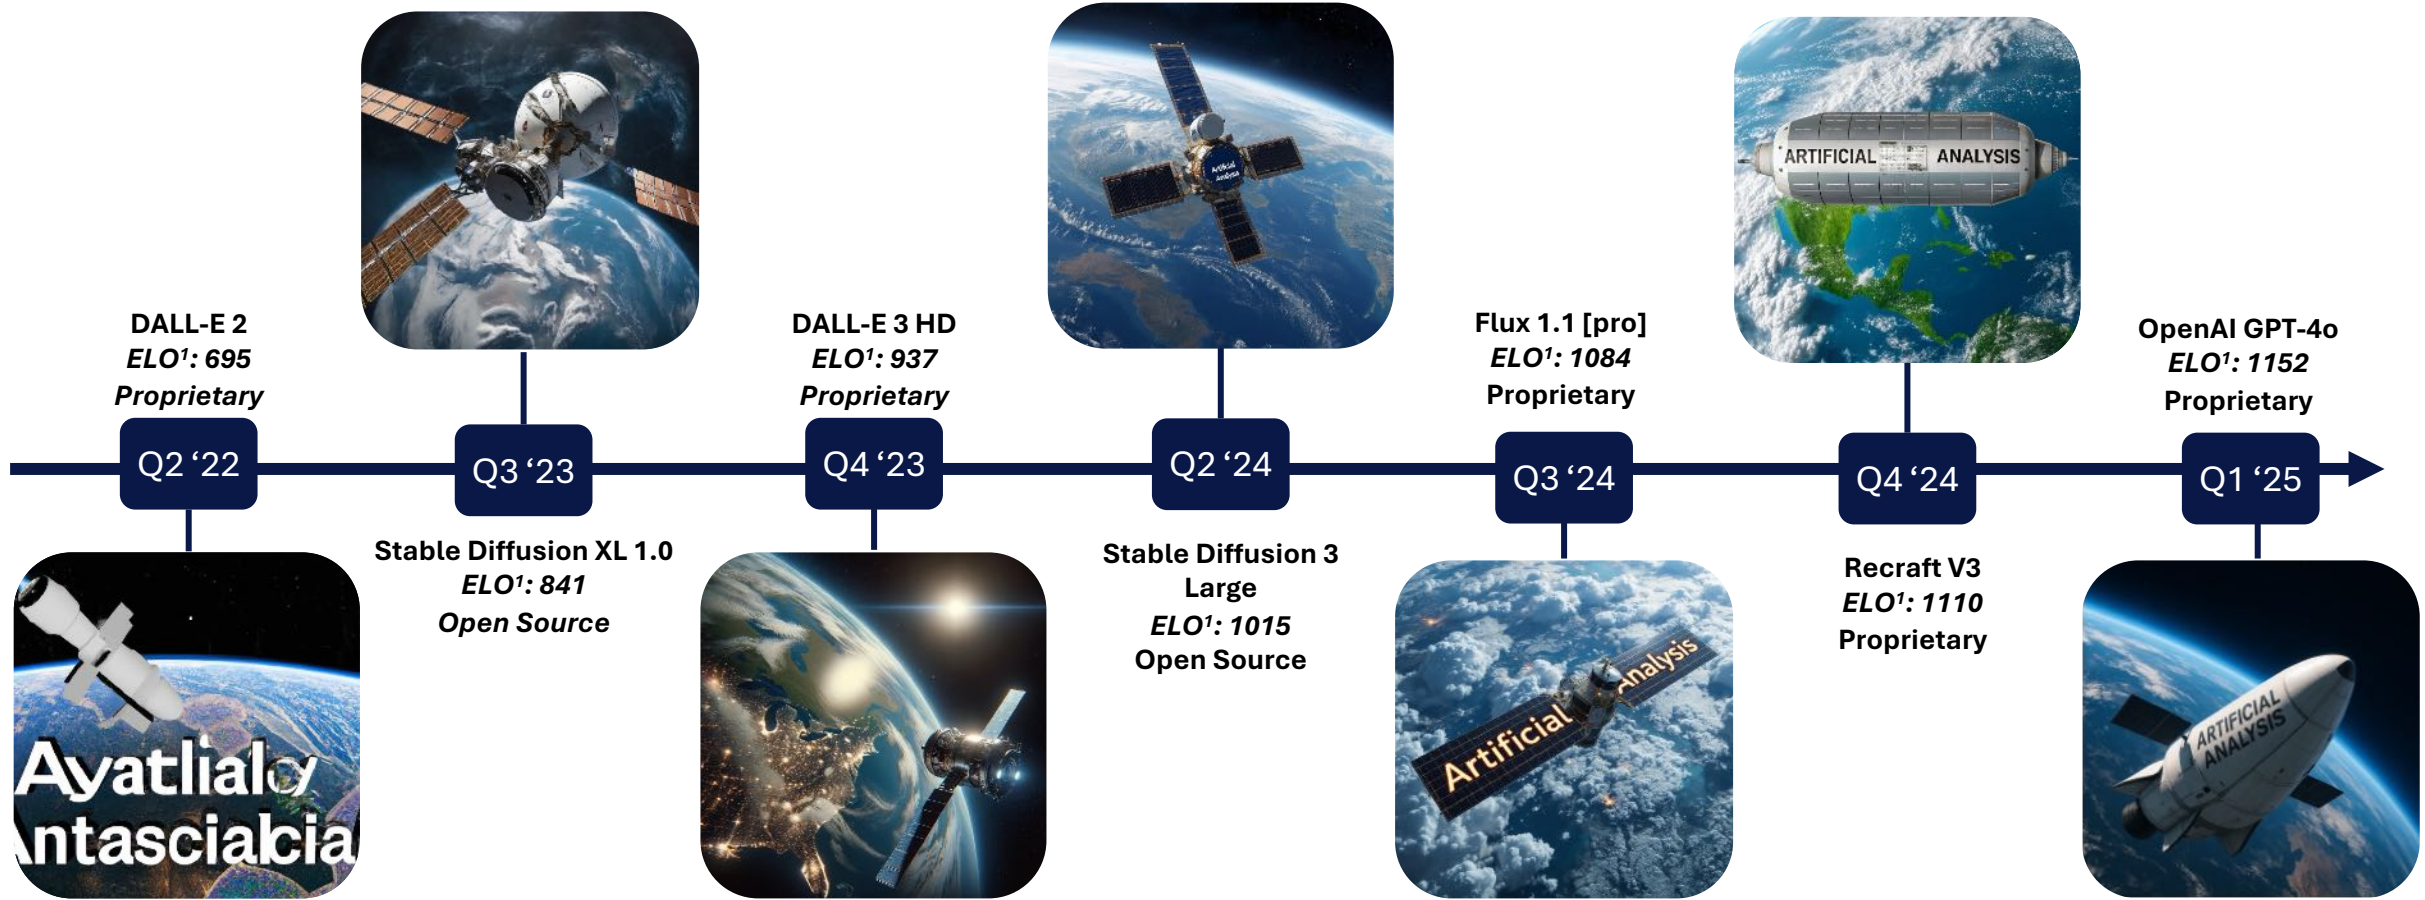 DALL-E 2
ELO¹: 695
Proprietary
Q2 ‘22
Ayatlialy
Antascialcia
Q3 ‘23
Stable Diffusion XL 1.0
ELO¹: 841
Open Source
DALL-E 3 HD
ELO¹: 937
Proprietary
Q4 ‘23
Artificial
Analysa
Q2 ‘24
Stable Diffusion 3
Large
ELO¹: 1015
Open Source
Flux 1.1 [pro]
ELO¹: 1084
Proprietary
Q3 ‘24
Artificial Analysis
ARTIFICIAL ANALYSIS
Q4 ‘24
Recraft V3
ELO¹: 1110
Proprietary
OpenAI GPT-4o
ELO¹: 1152
Proprietary
Q1 ‘25
ARTIFICIAL
ANALYSIS